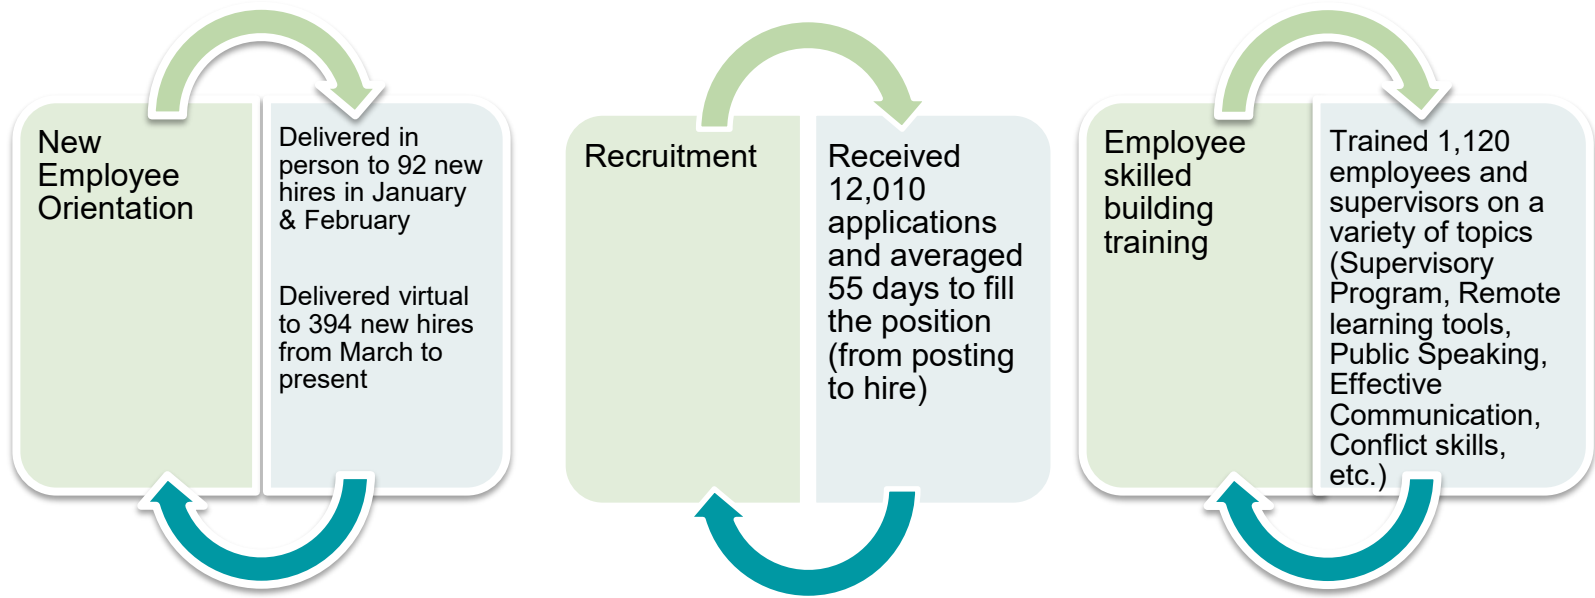 New
Employee
Orientation
Delivered in
person to 92 new
hires in January
& February
Delivered virtual
to 394 new hires
from March to
present
Recruitment
Received
12,010
applications
and averaged
55 days to fill
the position
(from posting
to hire)
Employee
skilled
building
training
Trained 1,120
employees and
supervisors on a
variety of topics
(Supervisory
Program, Remote
learning tools,
Public Speaking,
Effective
Communication,
Conflict skills,
etc.)